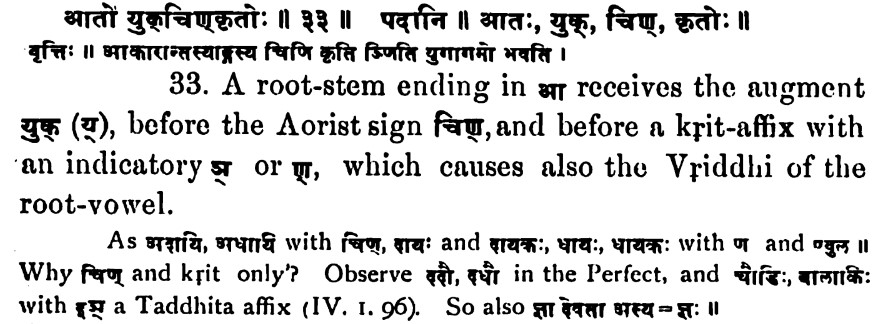 आतो युक्चिण्कृतोः ॥ ३३ ॥ पदानि ॥ आतः, युक्, चिण्, कृतोः ॥
वृत्तिः ॥ आकारान्तस्याङ्गस्य चिणि कृति ञ्णिति युगागमो भवति ।
33. A root-stem ending in आ receives the augment
युक् (य्), before the Aorist sign चिण्, and before a kṛit-affix with
an indicatory ञ् or ण्, which causes also the Vṛiddhi of the
root-vowel.
As अदायि, अधायि with चिण्, दायः and दायकः, धायः, धायकः with ण and ण्वुल ॥
Why चिण् and kṛit only? Observe ददौ, दधौ in the Perfect, and चौडिः, बालाकिः
with इञ् a Taddhita affix (IV. 1. 96). So also ज्ञा देवता अस्य = ज्ञः ॥